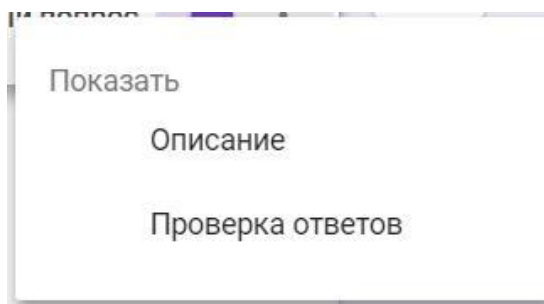 Показать
Описание
Проверка ответов